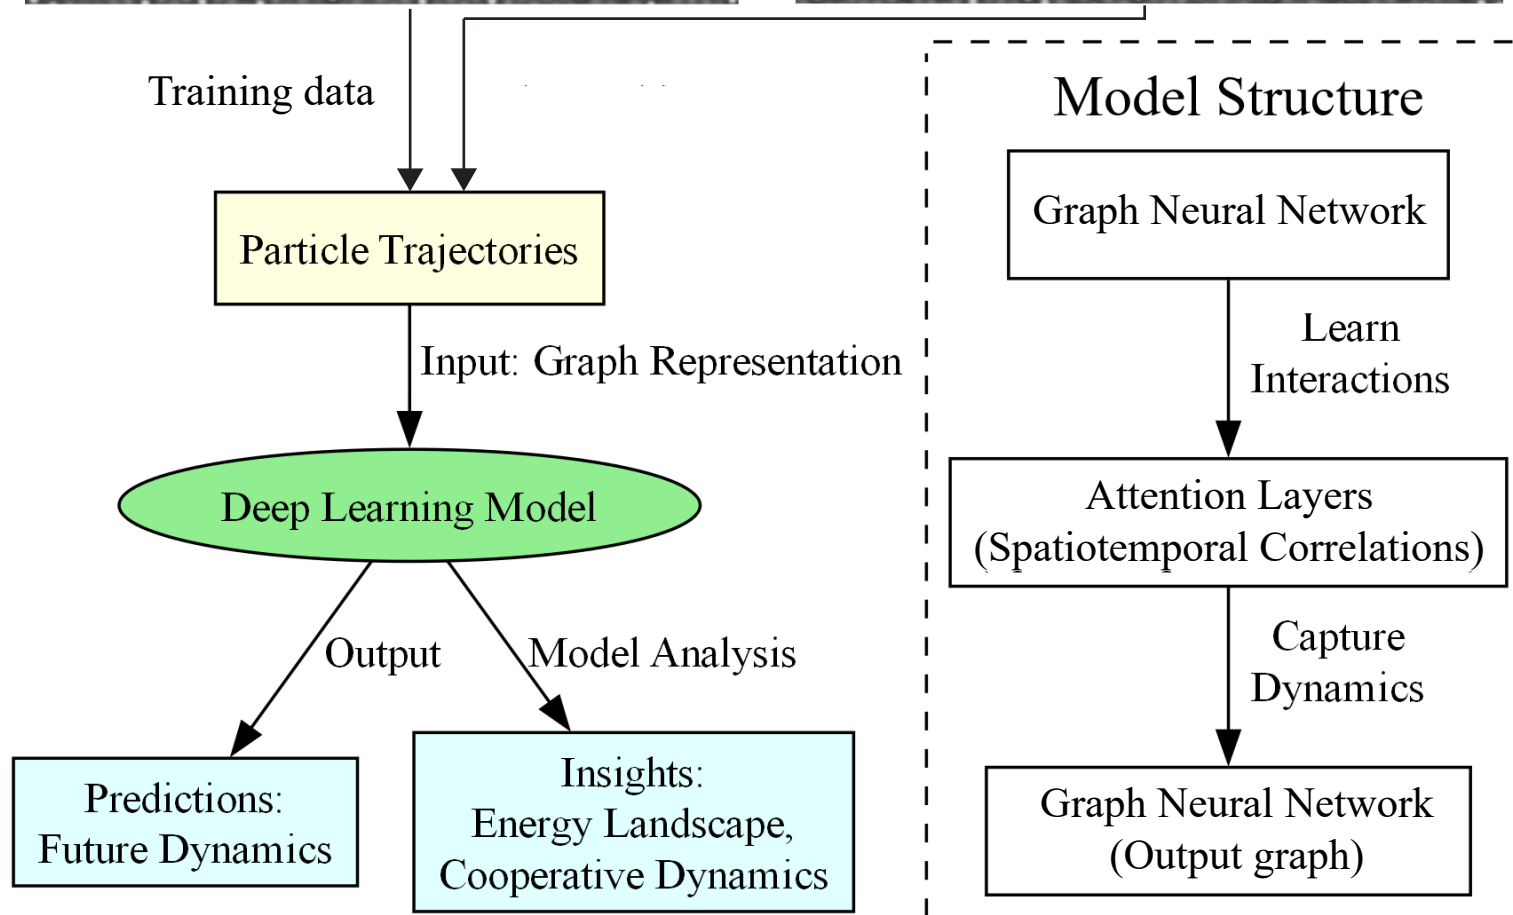 Training data
Particle Trajectories
Input: Graph Representation
Deep Learning Model
Output
Model Analysis
Predictions:
Future Dynamics
Insights:
Energy Landscape,
Cooperative Dynamics
Model Structure
Graph Neural Network
Learn
Interactions
Attention Layers
(Spatiotemporal Correlations)
Capture
Dynamics
Graph Neural Network
(Output graph)